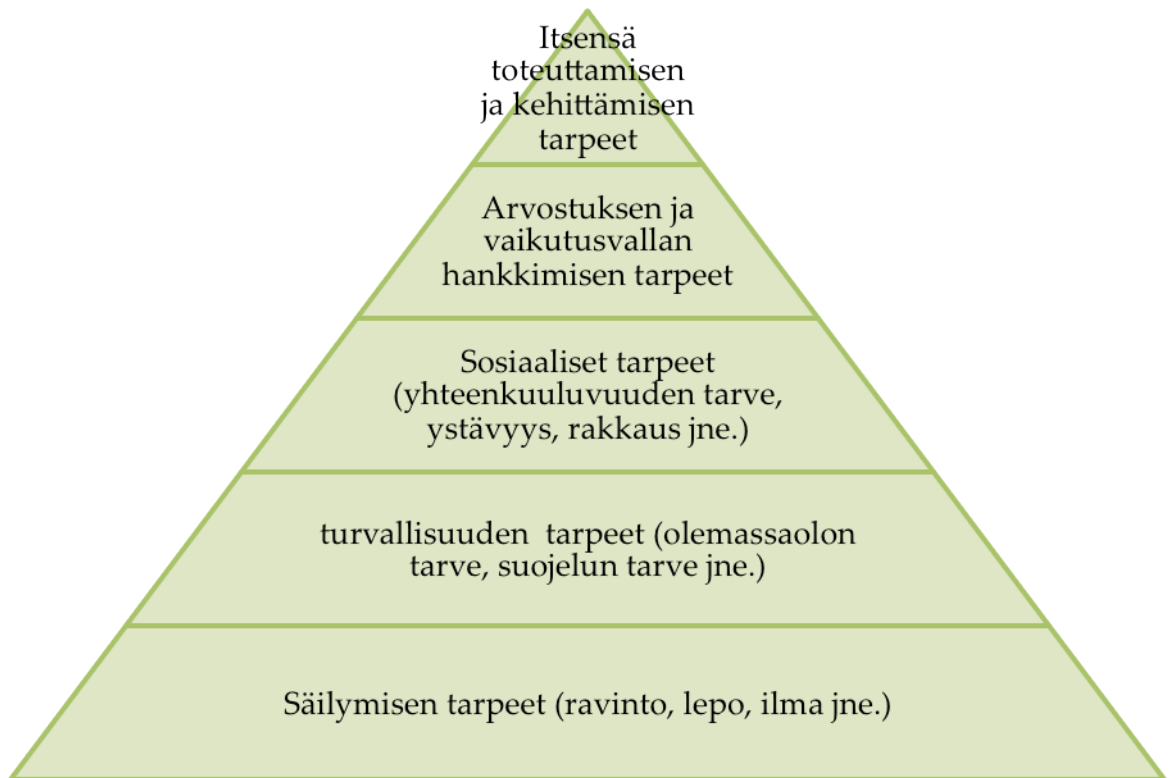 Itsensä
toteuttamisen
ja kehittämisen
tarpeet
Arvostuksen ja
vaikutusvallan
hankkimisen tarpeet
Sosiaaliset tarpeet
(yhteenkuuluvuuden tarve,
ystävyys, rakkaus jne.)
turvallisuuden  tarpeet (olemassaolon
tarve, suojelun tarve jne.)
Säilymisen tarpeet (ravinto, lepo, ilma jne.)